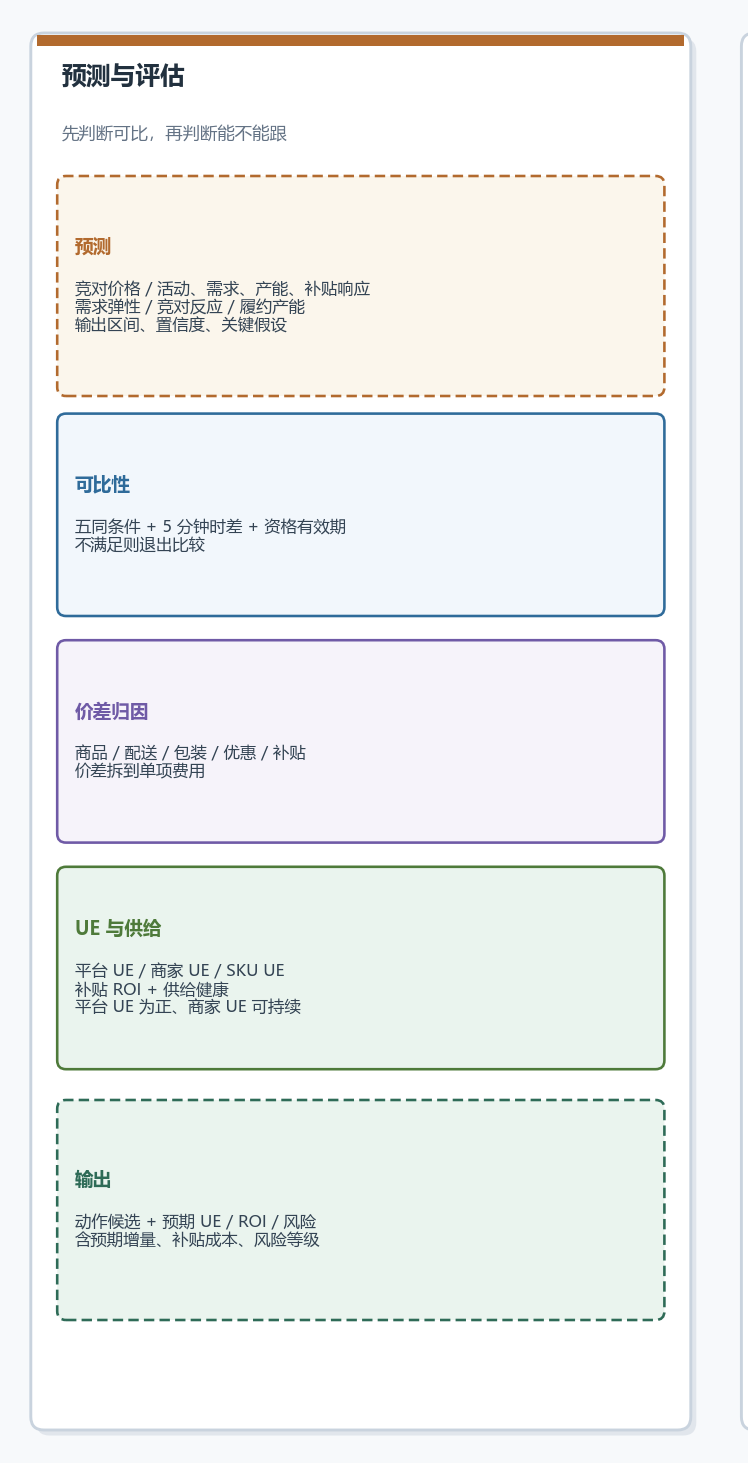 预测与评估
先判断可比，再判断能不能跟
预测
竞对价格 / 活动、需求、产能、补贴响应
需求弹性 / 竞对反应 / 履约产能
输出区间、置信度、关键假设
可比性
五同条件 + 5 分钟时差 + 资格有效期
不满足则退出比较
价差归因
商品 / 配送 / 包装 / 优惠 / 补贴
价差拆到单项费用
UE 与供给
平台 UE / 商家 UE / SKU UE
补贴 ROI + 供给健康
平台 UE 为正、商家 UE 可持续
输出
动作候选 + 预期 UE / ROI / 风险
含预期增量、补贴成本、风险等级